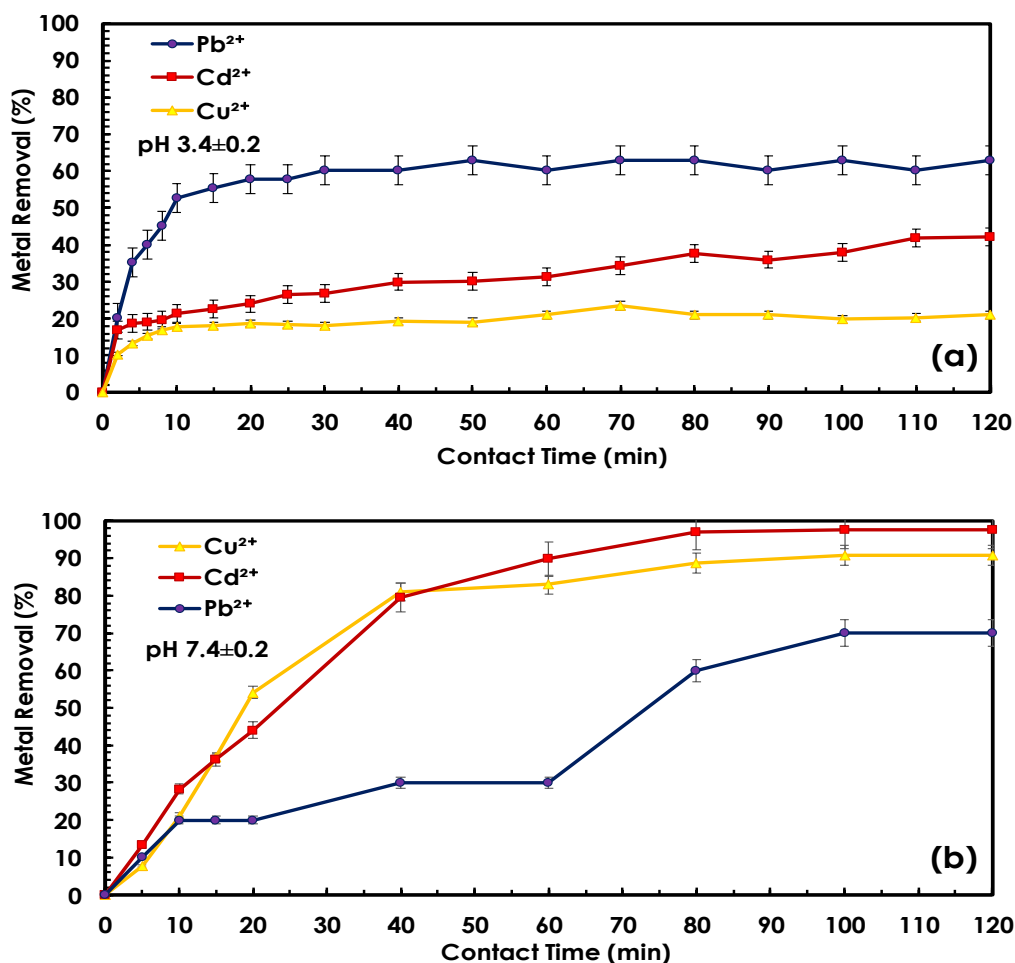 100
90
80
70
60
50
40
30
20
10
0
Metal Removal (%)
Pb²⁺
Cd²⁺
Cu²⁺
pH 3.4±0.2
(a)
0 10 20 30 40 50 60 70 80 90 100 110 120
Contact Time (min)
100
90
80
70
60
50
40
30
20
10
0
Metal Removal (%)
Cu²⁺
Cd²⁺
Pb²⁺
pH 7.4±0.2
(b)
0 10 20 30 40 50 60 70 80 90 100 110 120
Contact Time (min)